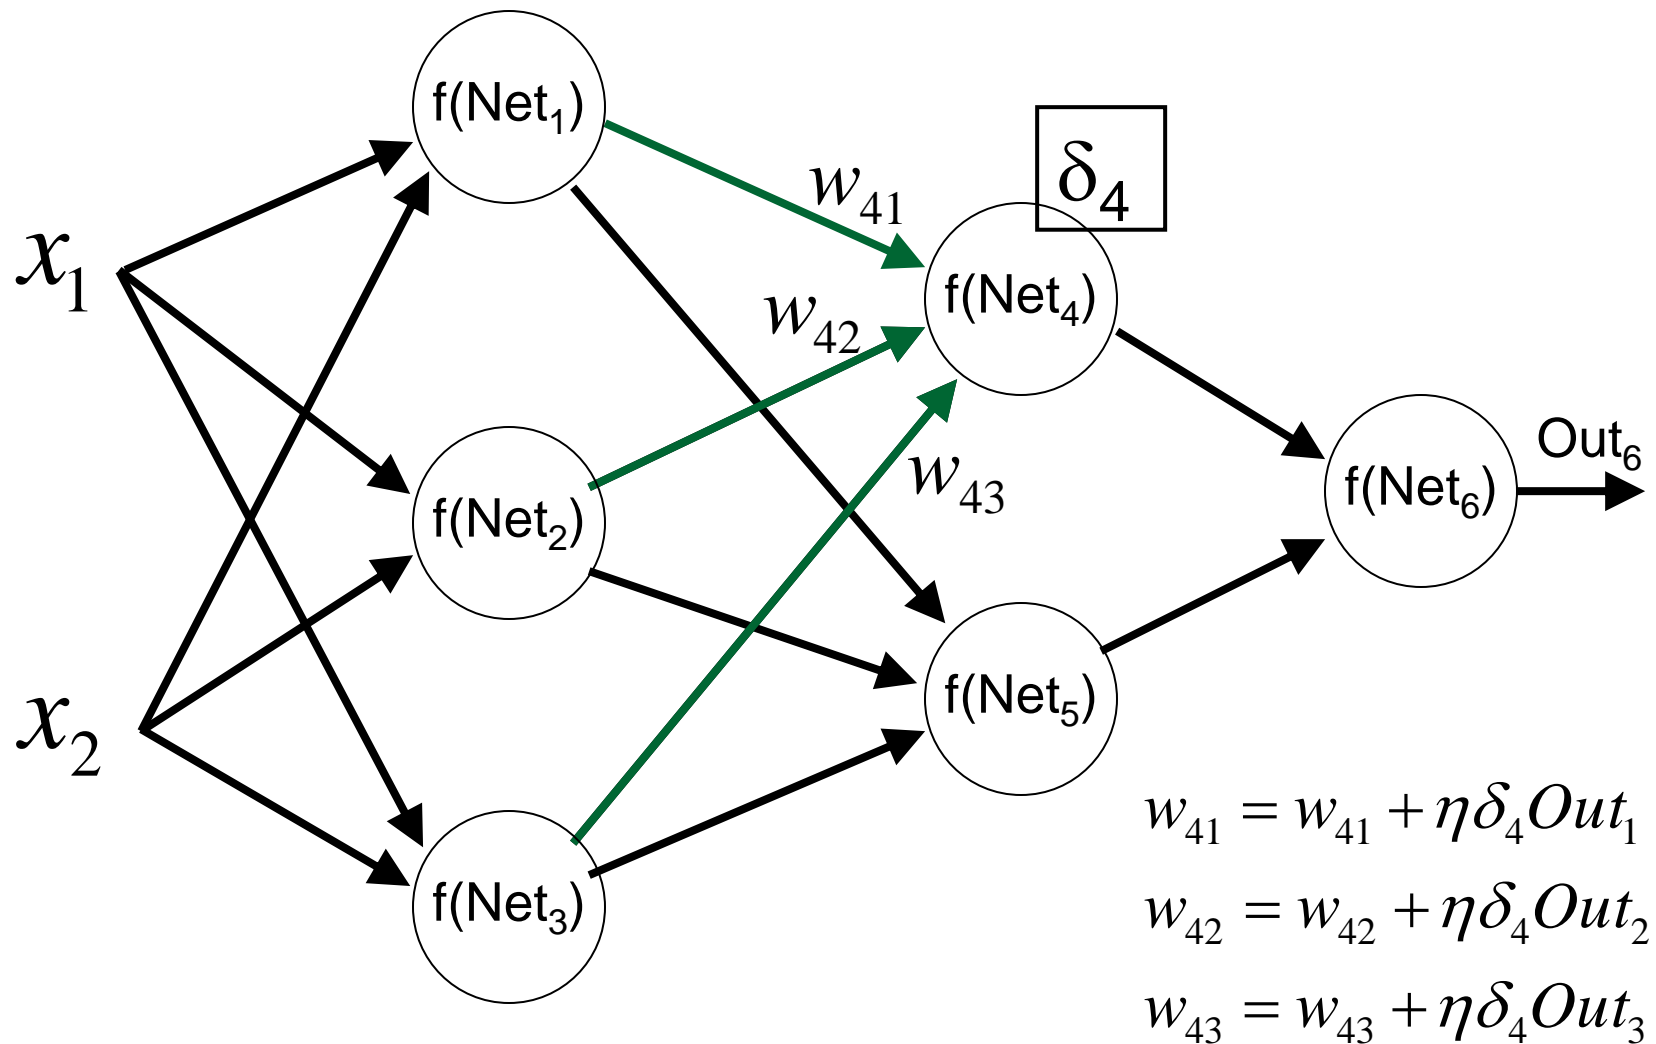 f(Net₁)
δ₄
w₄₁
x₁
f(Net₄)
w₄₂
Out₆
w₄₃
f(Net₆)
f(Net₂)
x₂
f(Net₅)
w₄₁ = w₄₁ + ηδ₄Out₁
f(Net₃)
w₄₂ = w₄₂ + ηδ₄Out₂
w₄₃ = w₄₃ + ηδ₄Out₃